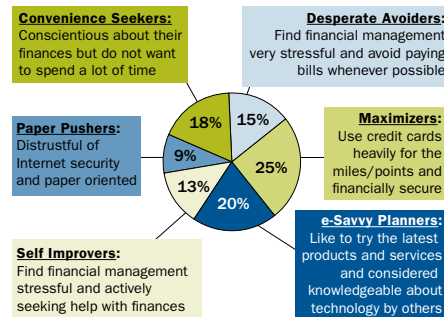 Convenience Seekers:
Conscientious about their
finances but do not want
to spend a lot of time
Desperate Avoiders:
Find financial management
very stressful and avoid paying
bills whenever possible
Paper Pushers:
Distrustful of
Internet security
and paper oriented
Maximizers:
Use credit cards
heavily for the
miles/points and
financially secure
Self Improvers:
Find financial management
stressful and actively
seeking help with finances
e-Savvy Planners:
Like to try the latest
products and services
and considered
knowledgeable about
technology by others
18%
15%
9%
25%
13%
20%